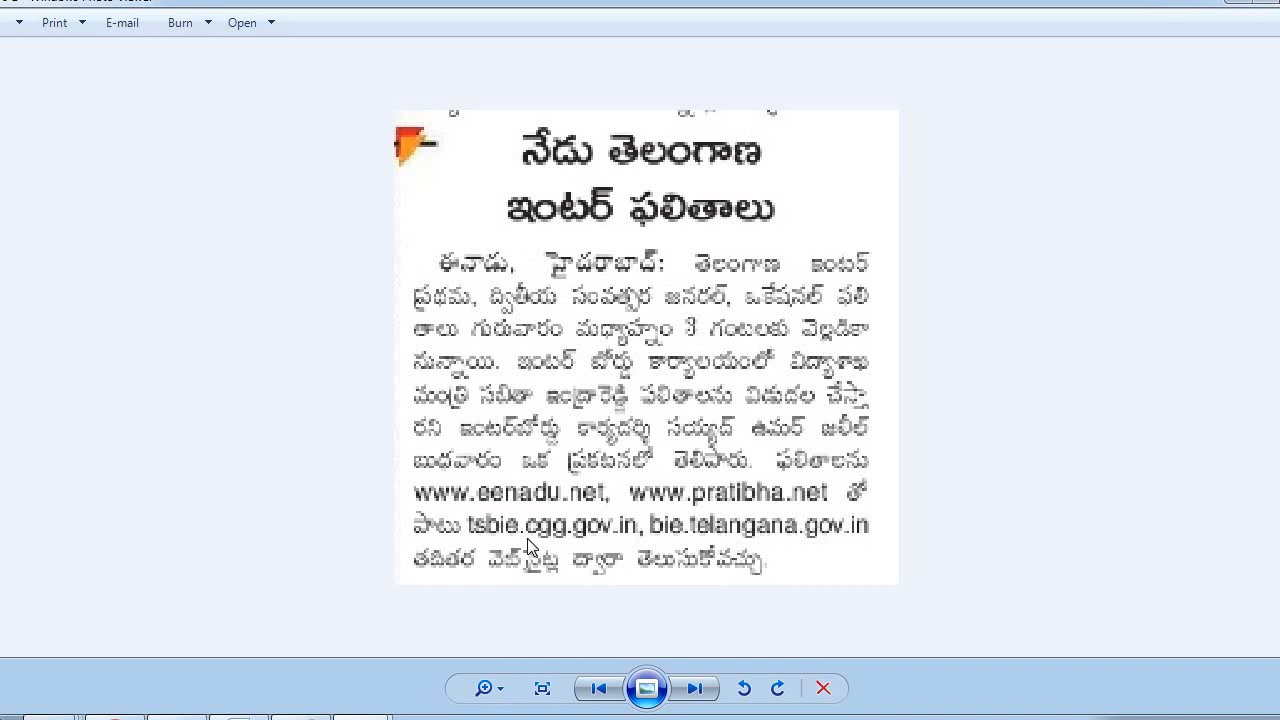 Print
E-mail
Burn
Open
నేడు తెలంగాణ
ఇంటర్ ఫలితాలు
ఈనాడు, హైదరాబాద్: తెలంగాణ ఇంటర్
ప్రథమ, ద్వితీయ సంవత్సర జనరల్, ఒకేషనల్ ఫలి
తాలు గురువారం మధ్యాహ్నం 3 గంటలకు వెల్లడికా
నున్నాయి. ఇంటర్ బోర్డు కార్యాలయంలో విద్యాశాఖ
మంత్రి సబితా ఇంద్రారెడ్డి ఫలితాలను విడుదల చేస్తా
రని ఇంటర్‌బోర్డు కార్యదర్శి సయ్యద్ ఉమర్ జలీల్
బుధవారం ఒక ప్రకటనలో తెలిపారు. ఫలితాలను
www.eenadu.net, www.pratibha.net తో
పాటు tsbie.cgg.gov.in, bie.telangana.gov.in
తదితర వెబ్‌సైట్ల ద్వారా తెలుసుకోవచ్చు.